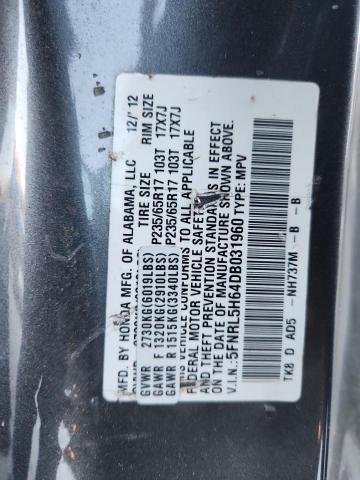 MFD. BY HONDA MFG. OF ALABAMA, LLC 12/'12
TIRE SIZE RIM SIZE
GVWR 2730KG(6019LBS)
GAWR F 1320KG(2910LBS) P235/65R17 103T 17X7J
GAWR R 1515KG(3340LBS) P235/65R17 103T 17X7J
THIS VEHICLE CONFORMS TO ALL APPLICABLE
FEDERAL MOTOR VEHICLE SAFETY
AND THEFT PREVENTION STANDARDS IN EFFECT
ON THE DATE OF MANUFACTURE SHOWN ABOVE.
V.I.N.: 5FNRL5H64DB031960 TYPE: MPV
TK8 D AD5 - NH737M - B - B